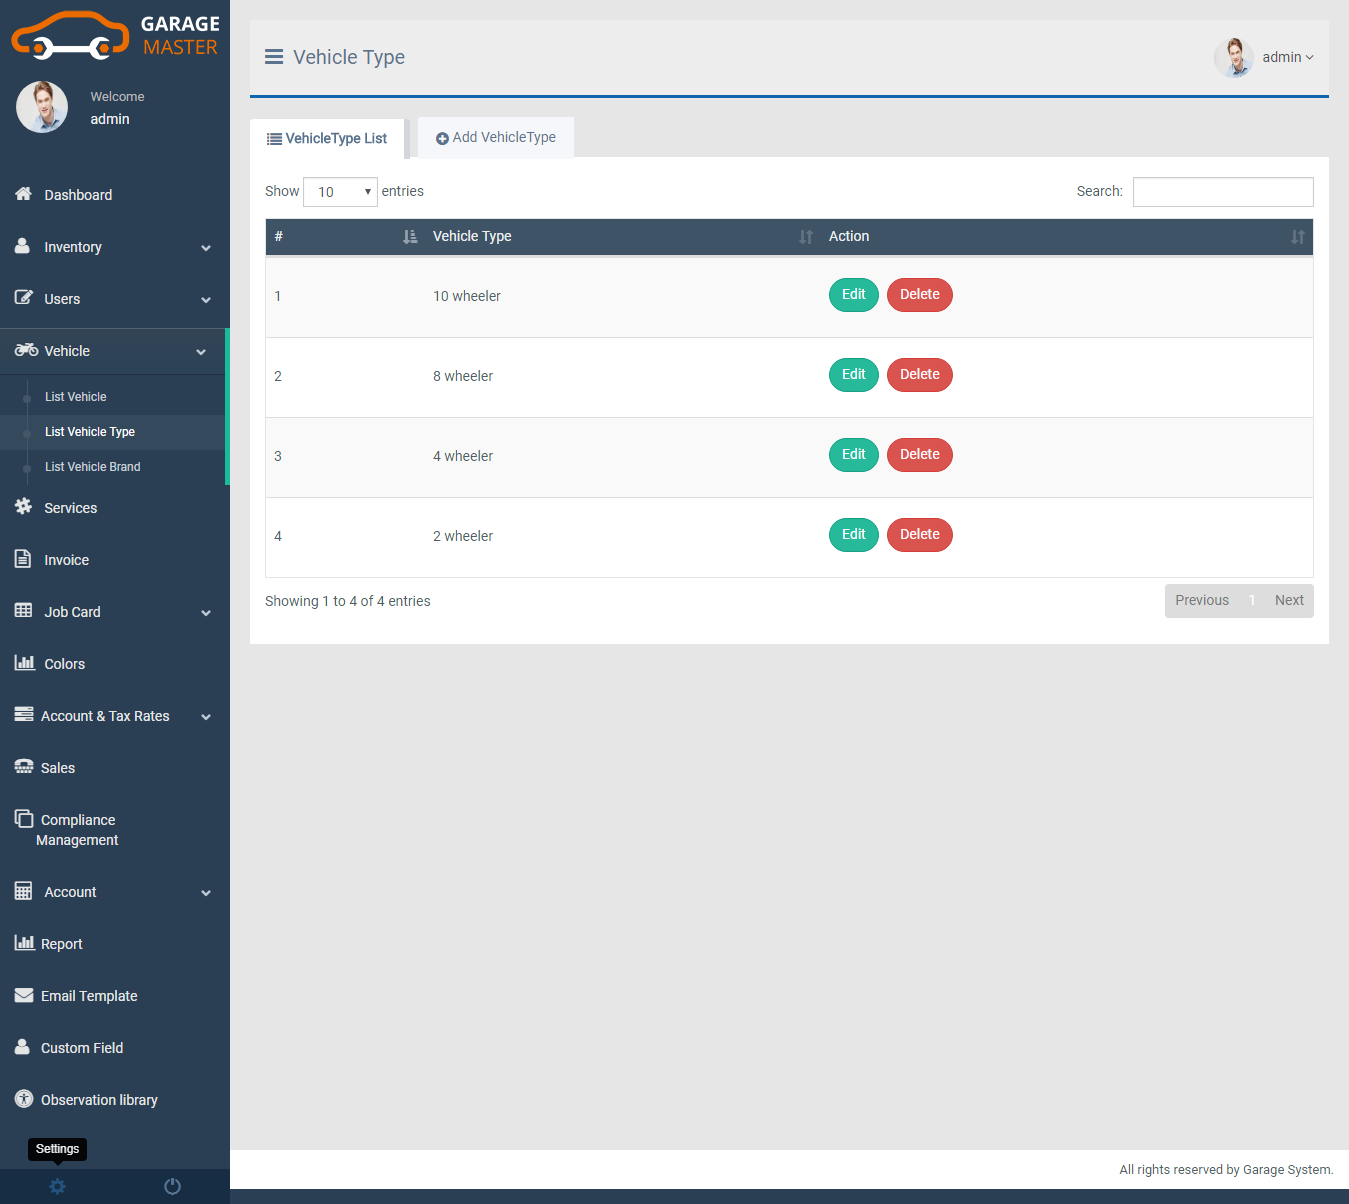 GARAGE
MASTER
Welcome
admin
Dashboard
Inventory
Users
Vehicle
List Vehicle
List Vehicle Type
List Vehicle Brand
Services
Invoice
Job Card
Colors
Account & Tax Rates
Sales
Compliance
Management
Account
Report
Email Template
Custom Field
Observation library
Settings
Vehicle Type
admin
VehicleType List
Add VehicleType
Show 10 entries
Search:
# Vehicle Type Action
1 10 wheeler Edit Delete
2 8 wheeler Edit Delete
3 4 wheeler Edit Delete
4 2 wheeler Edit Delete
Showing 1 to 4 of 4 entries
Previous 1 Next
All rights reserved by Garage System.